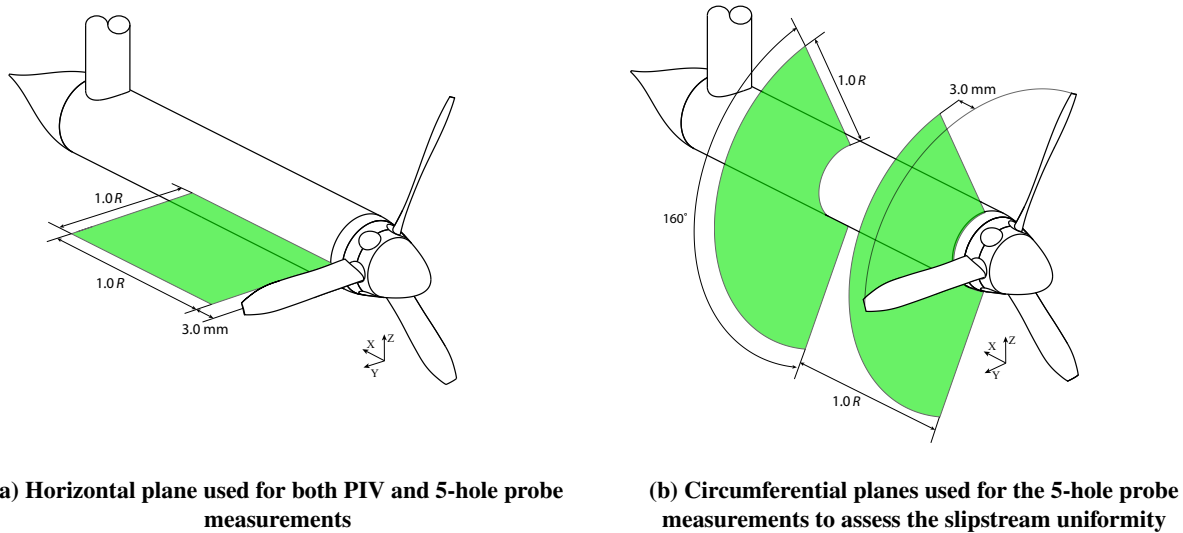 1.0 R
1.0 R
3.0 mm
X
Z
Y
a) Horizontal plane used for both PIV and 5-hole probe
measurements
1.0 R
3.0 mm
160°
X
Z
Y
1.0 R
(b) Circumferential planes used for the 5-hole probe
measurements to assess the slipstream uniformity